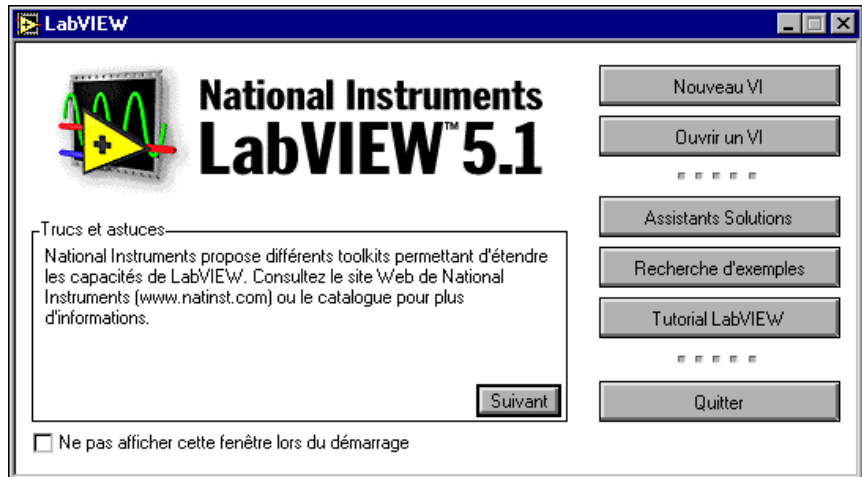 LabVIEW
National Instruments
LabVIEW™5.1
Nouveau VI
Ouvrir un VI
Assistants Solutions
Recherche d'exemples
Tutorial LabVIEW
Quitter
Trucs et astuces
National Instruments propose différents toolkits permettant d'étendre
les capacités de LabVIEW. Consultez le site Web de National
Instruments (www.natinst.com) ou le catalogue pour plus
d'informations.
Suivant
Ne pas afficher cette fenêtre lors du démarrage